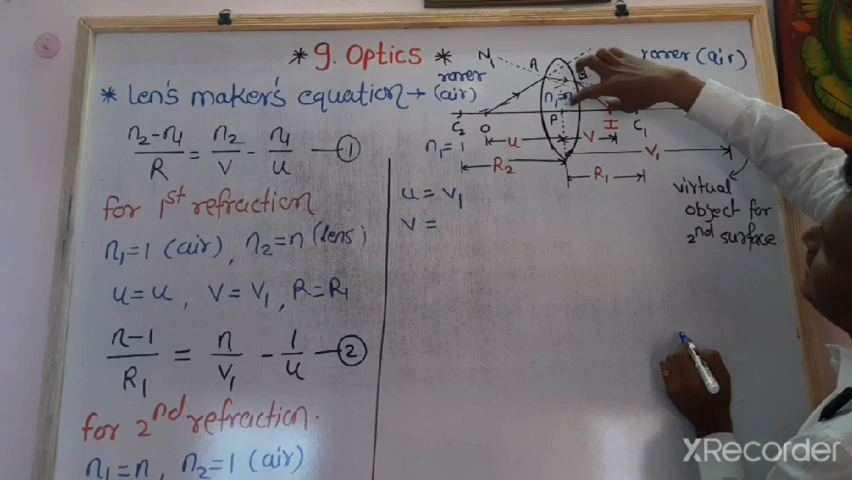 * 9. Optics *
* Len's maker's equation →
n₂-n₁/R = n₂/V - n₁/u —①
for 1st refraction
n₁=1 (air), n₂=n (lens)
u=u, V=V₁, R=R₁
n-1/R₁ = n/V₁ - 1/u —②
for 2nd refraction.
n₁=n, n₂=1 (air)
N₁ A
rarer (air)
rarer (air)
C₂ O P I C₁
n₁=1
u V V₁
R₂ R₁
u = V₁
V =
virtual
object for
2nd surface
XRecorder